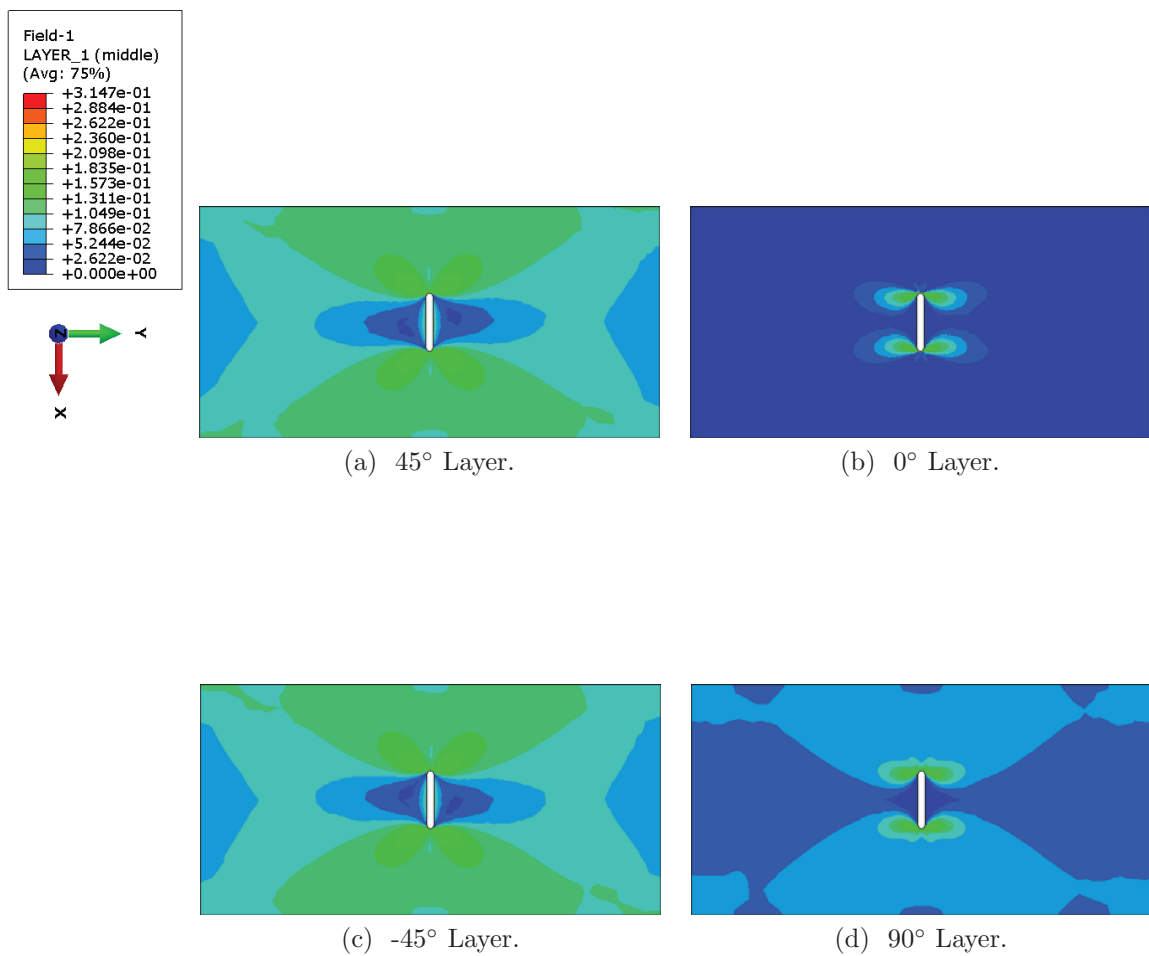 Field-1
LAYER_1 (middle)
(Avg: 75%)
+3.147e-01
+2.884e-01
+2.622e-01
+2.360e-01
+2.098e-01
+1.835e-01
+1.573e-01
+1.311e-01
+1.049e-01
+7.866e-02
+5.244e-02
+2.622e-02
+0.000e+00
Z
Y
X
(a) 45° Layer.
(b) 0° Layer.
(c) -45° Layer.
(d) 90° Layer.